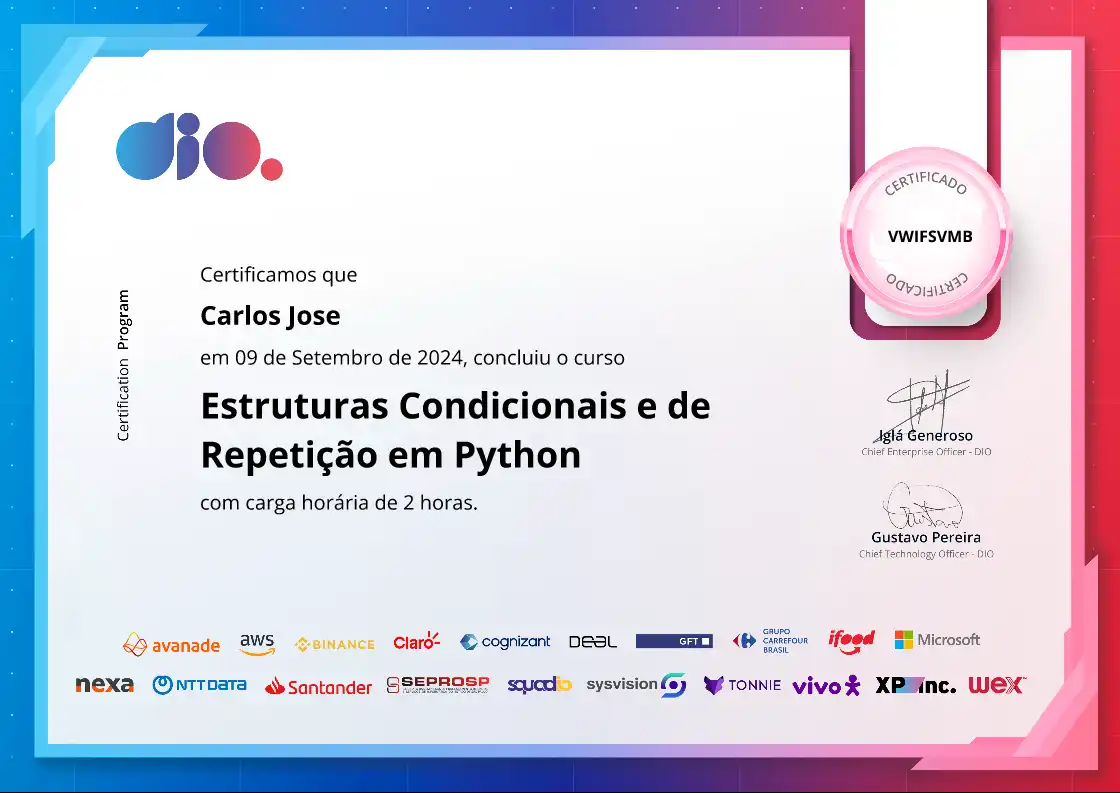 dio.
CERTIFICADO
VWIFSVMB
CERTIFICADO
Certification Program
Certificamos que
Carlos Jose
em 09 de Setembro de 2024, concluiu o curso
Estruturas Condicionais e de
Repetição em Python
com carga horária de 2 horas.
Iglá Generoso
Chief Enterprise Officer - DIO
Gustavo Pereira
Chief Technology Officer - DIO
avanade aws BINANCE Claro cognizant DEAL GFT GRUPO CARREFOUR BRASIL ifood Microsoft
nexa NTT DATA Santander SEPROSP squadio sysvision TONNIE vivo XP inc. wex